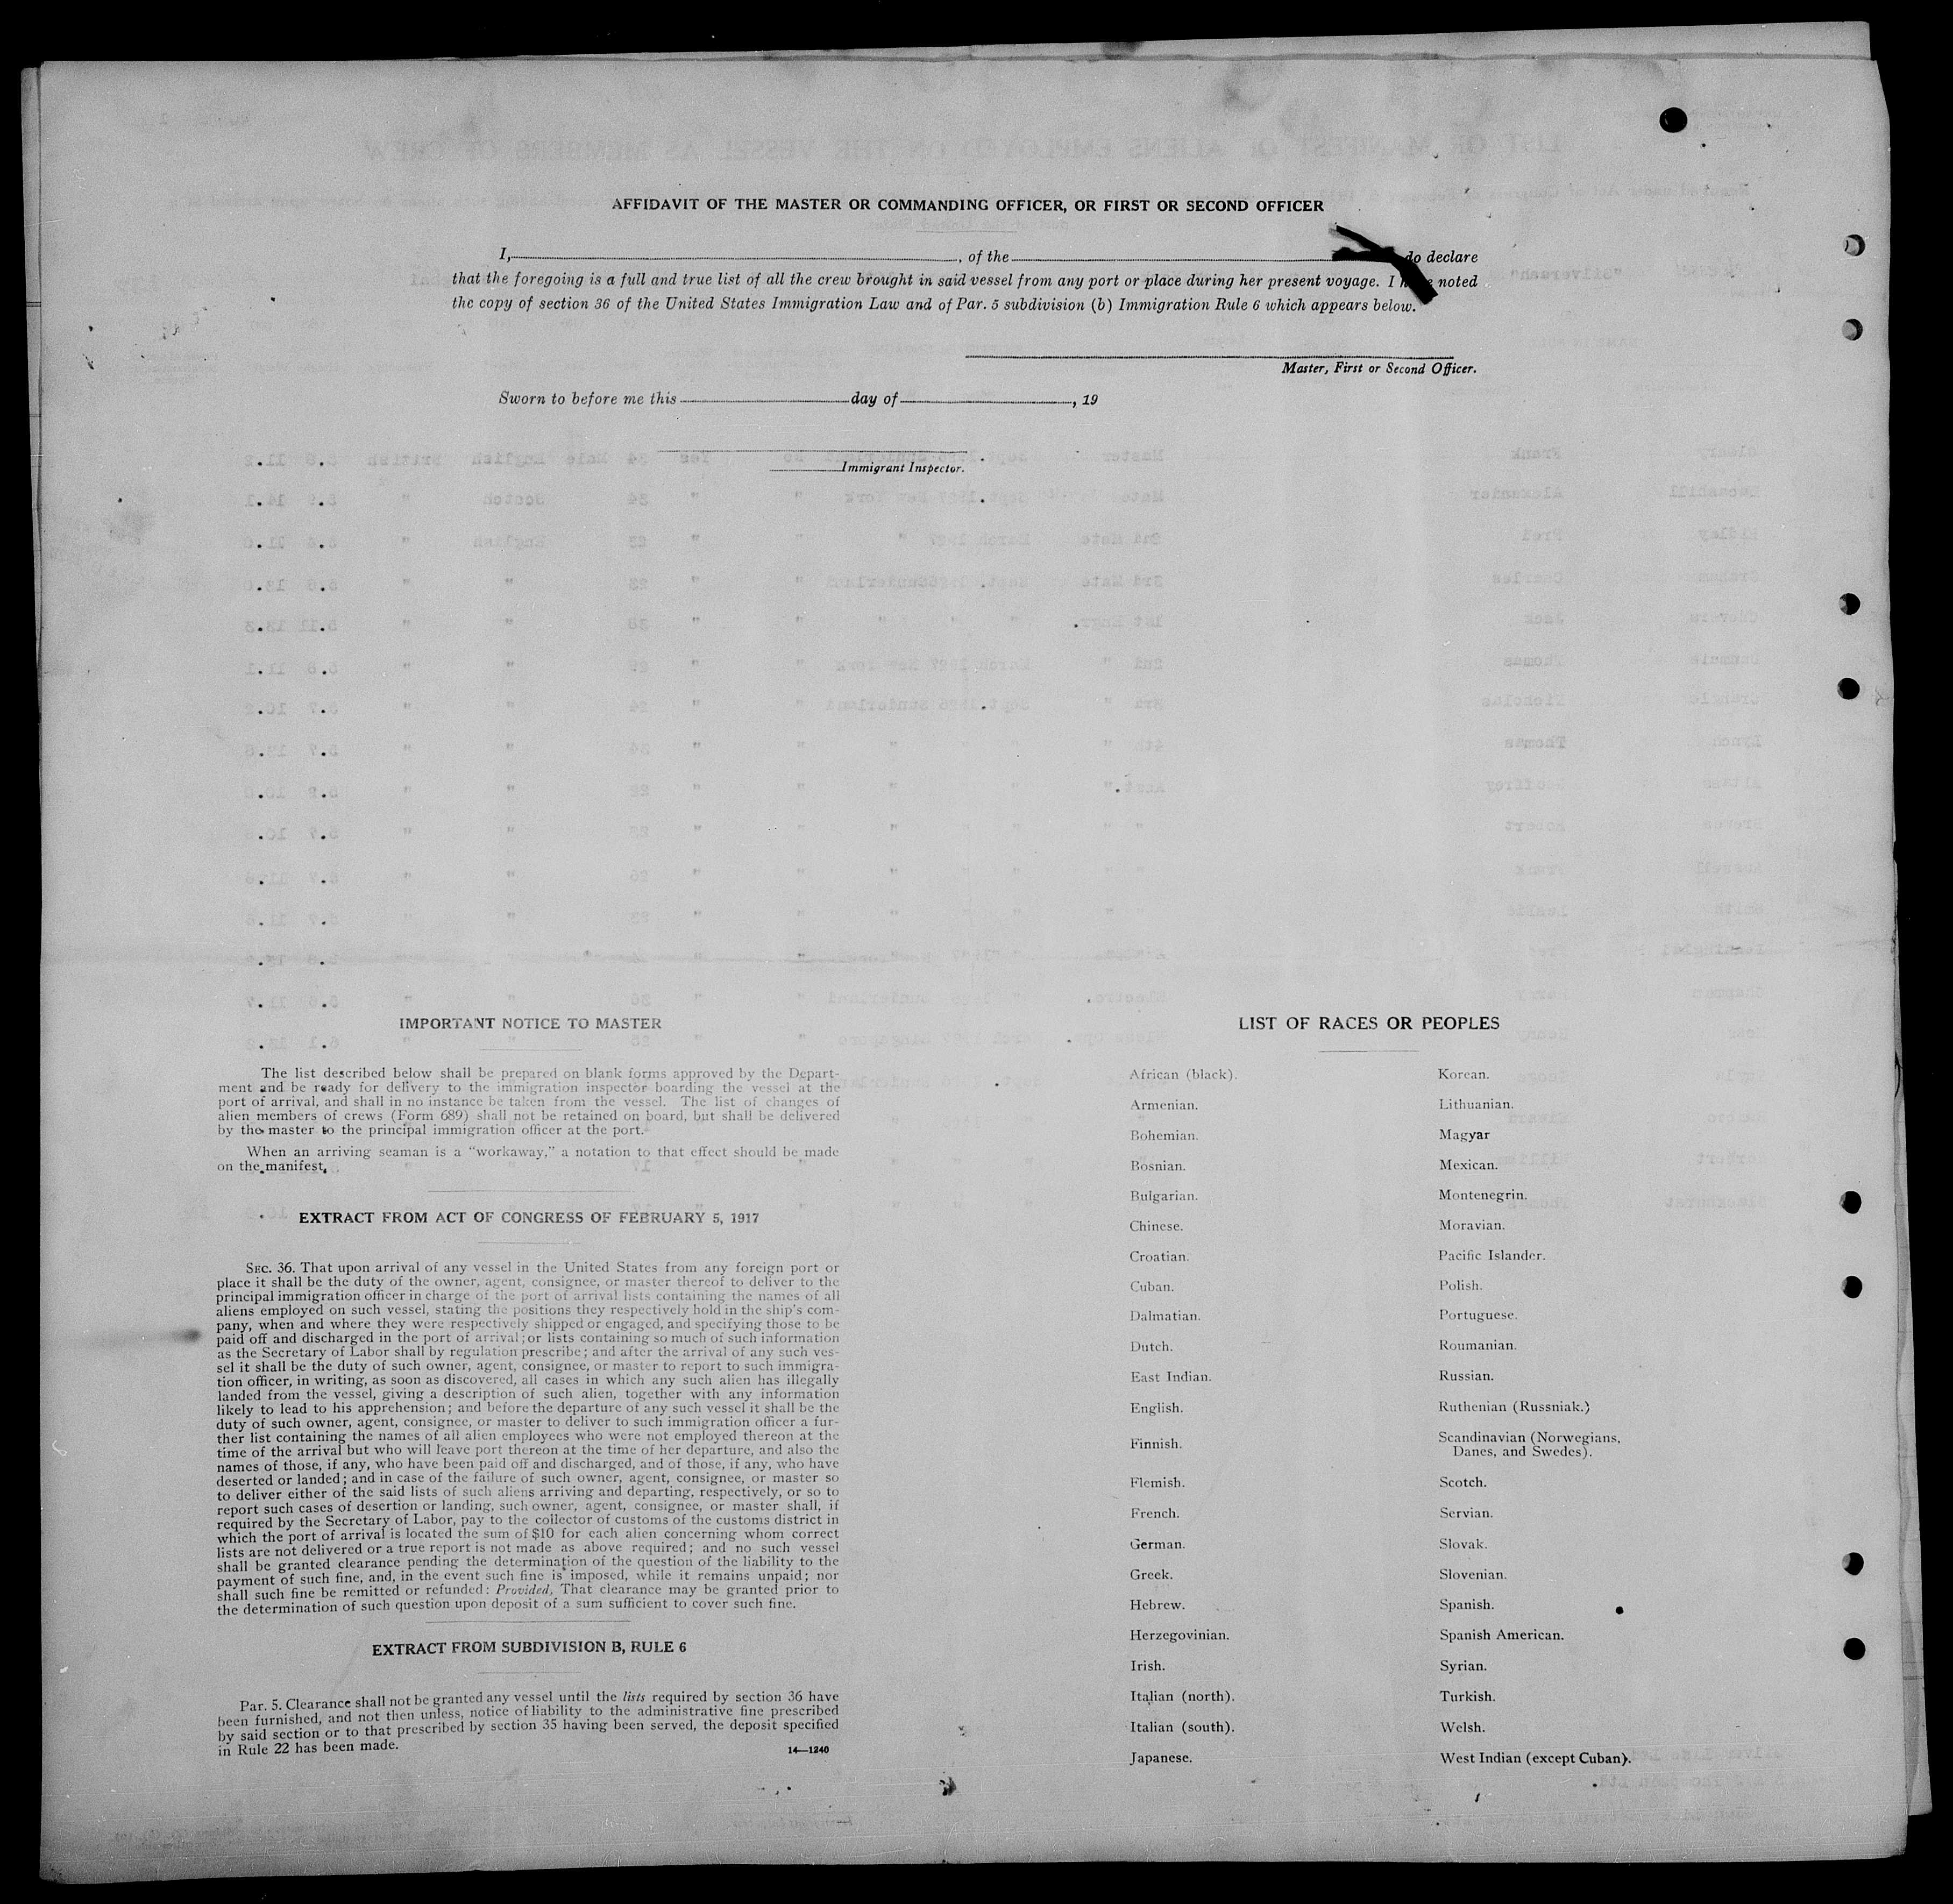 AFFIDAVIT OF THE MASTER OR COMMANDING OFFICER, OR FIRST OR SECOND OFFICER
I, , of the do declare
that the foregoing is a full and true list of all the crew brought in said vessel from any port or place during her present voyage. I have noted
the copy of section 36 of the United States Immigration Law and of Par. 5 subdivision (b) Immigration Rule 6 which appears below.
Master, First or Second Officer.
Sworn to before me this day of , 19
Immigrant Inspector.
IMPORTANT NOTICE TO MASTER
The list described below shall be prepared on blank forms approved by the Depart-
ment and be ready for delivery to the immigration inspector boarding the vessel at the
port of arrival, and shall in no instance be taken from the vessel. The list of changes of
alien members of crews (Form 689) shall not be retained on board, but shall be delivered
by the master to the principal immigration officer at the port.
When an arriving seaman is a "workaway," a notation to that effect should be made
on the manifest.
EXTRACT FROM ACT OF CONGRESS OF FEBRUARY 5, 1917
SEC. 36. That upon arrival of any vessel in the United States from any foreign port or
place it shall be the duty of the owner, agent, consignee, or master thereof to deliver to the
principal immigration officer in charge of the port of arrival lists containing the names of all
aliens employed on such vessel, stating the positions they respectively hold in the ship's com-
pany, when and where they were respectively shipped or engaged, and specifying those to be
paid off and discharged in the port of arrival; or lists containing so much of such information
as the Secretary of Labor shall by regulation prescribe; and after the arrival of any such ves-
sel it shall be the duty of such owner, agent, consignee, or master to report to such immigra-
tion officer, in writing, as soon as discovered, all cases in which any such alien has illegally
landed from the vessel, giving a description of such alien, together with any information
likely to lead to his apprehension; and before the departure of any such vessel it shall be the
duty of such owner, agent, consignee, or master to deliver to such immigration officer a fur-
ther list containing the names of all alien employees who were not employed thereon at the
time of the arrival but who will leave port thereon at the time of her departure, and also the
names of those, if any, who have been paid off and discharged, and of those, if any, who have
deserted or landed; and in case of the failure of such owner, agent, consignee, or master so
to deliver either of the said lists of such aliens arriving and departing, respectively, or so to
report such cases of desertion or landing, such owner, agent, consignee, or master shall, if
required by the Secretary of Labor, pay to the collector of customs of the customs district in
which the port of arrival is located the sum of $10 for each alien concerning whom correct
lists are not delivered or a true report is not made as above required; and no such vessel
shall be granted clearance pending the determination of the question of the liability to the
payment of such fine, and, in the event such fine is imposed, while it remains unpaid; nor
shall such fine be remitted or refunded: Provided, That clearance may be granted prior to
the determination of such question upon deposit of a sum sufficient to cover such fine.
EXTRACT FROM SUBDIVISION B, RULE 6
Par. 5. Clearance shall not be granted any vessel until the lists required by section 36 have
been furnished, and not then unless, notice of liability to the administrative fine prescribed
by said section or to that prescribed by section 35 having been served, the deposit specified
in Rule 22 has been made.
14—1240
LIST OF RACES OR PEOPLES
African (black).
Armenian.
Bohemian.
Bosnian.
Bulgarian.
Chinese.
Croatian.
Cuban.
Dalmatian.
Dutch.
East Indian.
English.
Finnish.
Flemish.
French.
German.
Greek.
Hebrew.
Herzegovinian.
Irish.
Italian (north).
Italian (south).
Japanese.
Korean.
Lithuanian.
Magyar
Mexican.
Montenegrin.
Moravian.
Pacific Islander.
Polish.
Portuguese.
Roumanian.
Russian.
Ruthenian (Russniak.)
Scandinavian (Norwegians,
Danes, and Swedes).
Scotch.
Servian.
Slovak.
Slovenian.
Spanish.
Spanish American.
Syrian.
Turkish.
Welsh.
West Indian (except Cuban).